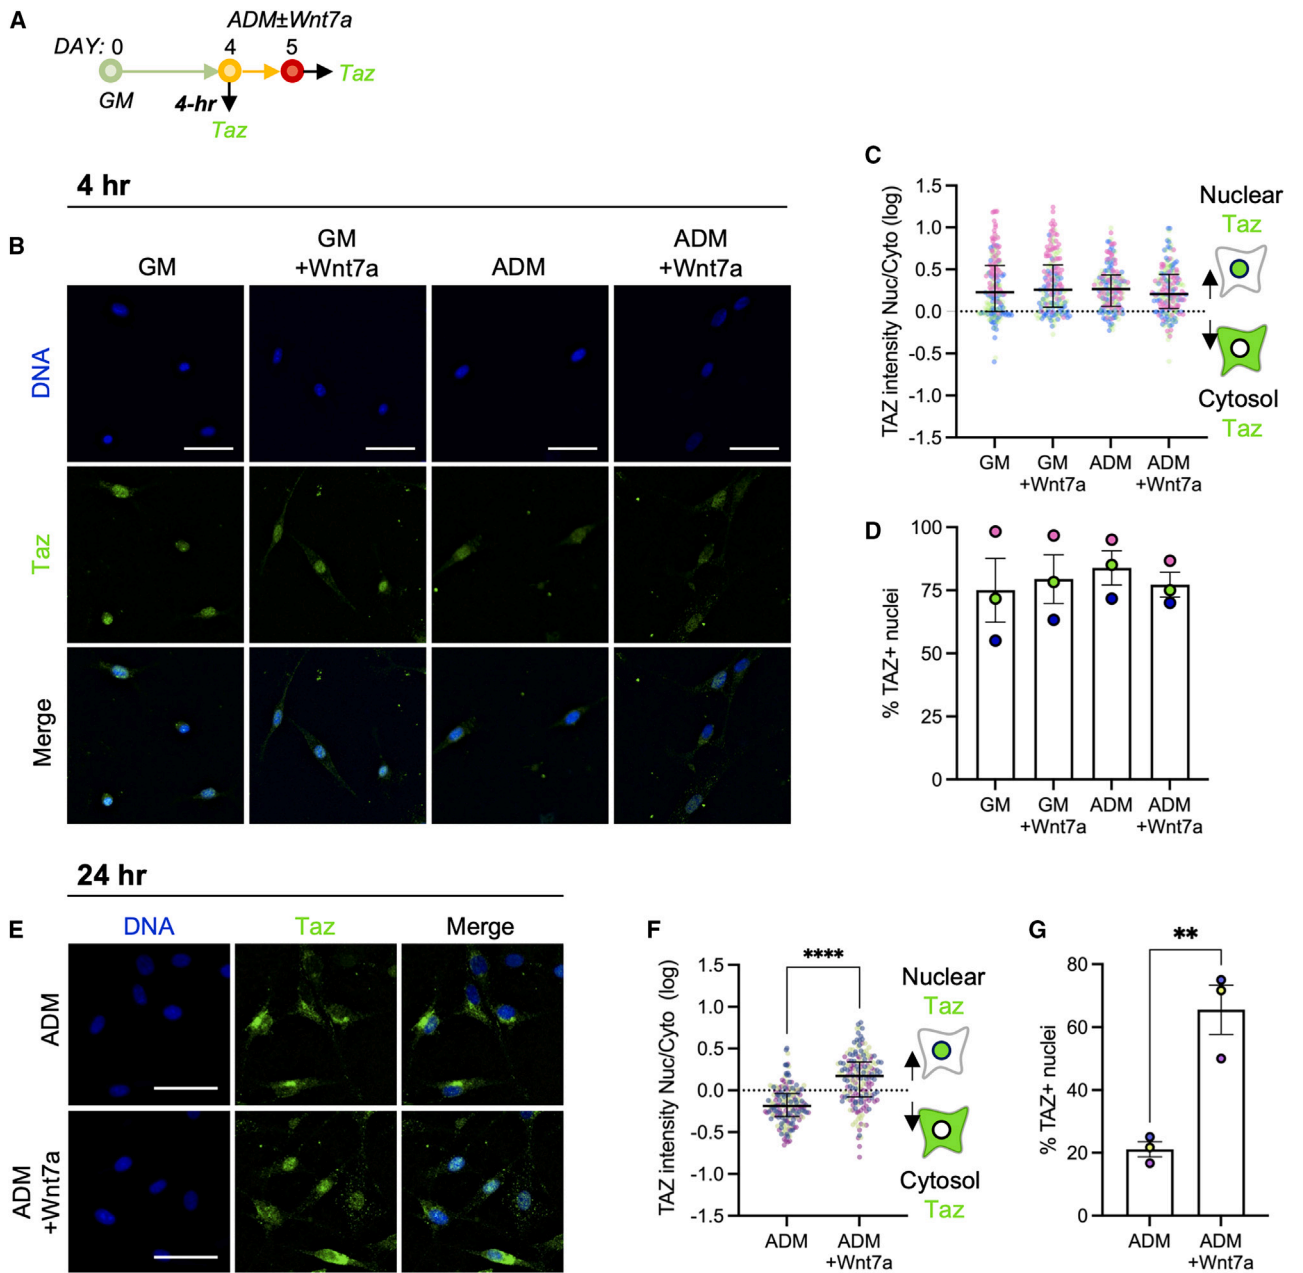 A
ADM±Wnt7a
DAY: 0 4 5
Taz
GM
4-hr
Taz
4 hr
B
GM
GM
+Wnt7a
ADM
ADM
+Wnt7a
DNA
Taz
Merge
C
TAZ intensity Nuc/Cyto (log)
1.5
1.0
0.5
0.0
-0.5
-1.0
-1.5
GM
GM
+Wnt7a
ADM
ADM
+Wnt7a
Nuclear
Taz
Cytosol
Taz
D
% TAZ+ nuclei
100
75
50
25
0
GM
GM
+Wnt7a
ADM
ADM
+Wnt7a
24 hr
E
DNA
Taz
Merge
ADM
ADM
+Wnt7a
F
TAZ intensity Nuc/Cyto (log)
1.5
1.0
0.5
0.0
-0.5
-1.0
-1.5
****
ADM
ADM
+Wnt7a
Nuclear
Taz
Cytosol
Taz
G
% TAZ+ nuclei
80
60
40
20
0
**
ADM
ADM
+Wnt7a